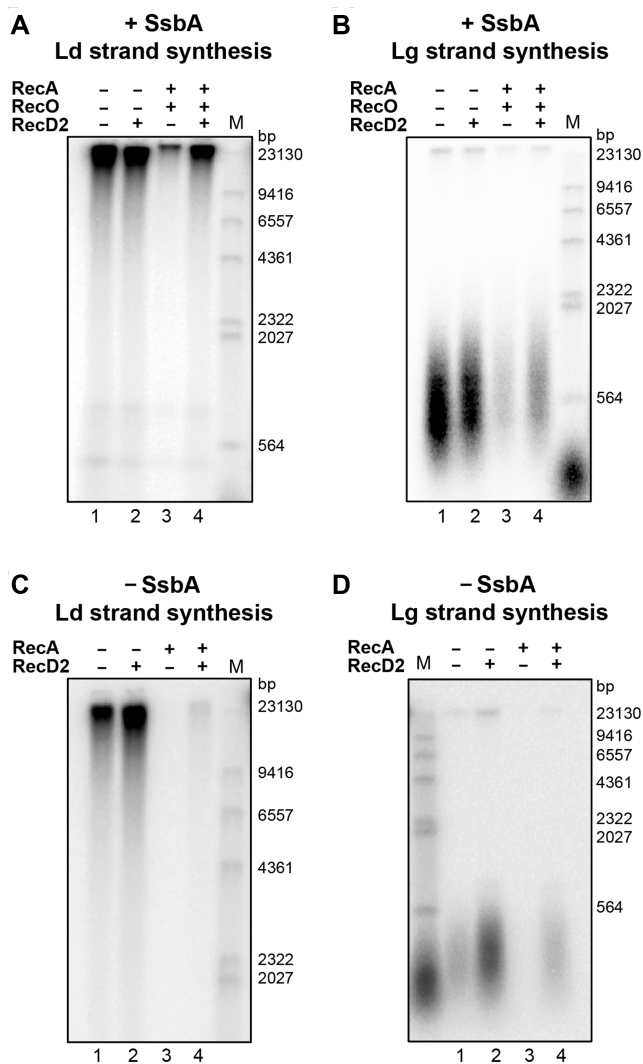 A
+ SsbA
Ld strand synthesis
RecA – – + +
RecO – – + +
RecD2 – + – + M
bp
23130
9416
6557
4361
2322
2027
564
1 2 3 4
B
+ SsbA
Lg strand synthesis
RecA – – + +
RecO – – + +
RecD2 – + – + M
bp
23130
9416
6557
4361
2322
2027
564
1 2 3 4
C
– SsbA
Ld strand synthesis
RecA – – + +
RecD2 – + – + M
bp
23130
9416
6557
4361
2322
2027
1 2 3 4
D
– SsbA
Lg strand synthesis
RecA – – + +
RecD2 M – + – +
bp
23130
9416
6557
4361
2322
2027
564
1 2 3 4